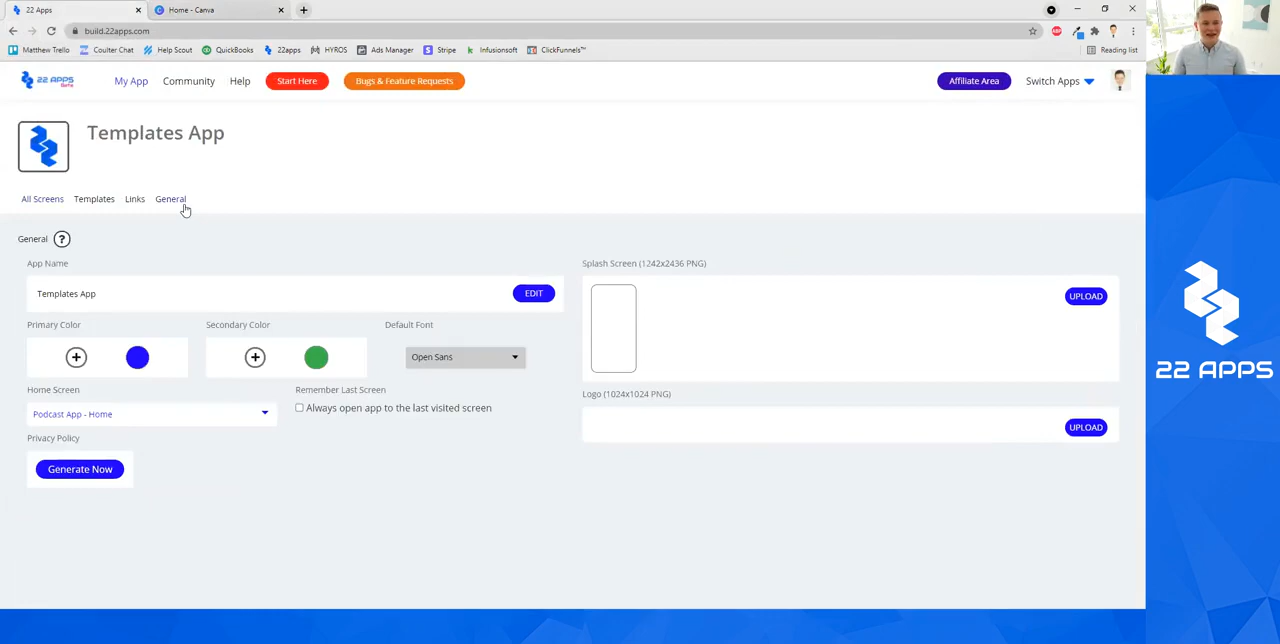 22 Apps
Home - Canva
build.22apps.com
ABP
Matthew Trello
Coulter Chat
Help Scout
QuickBooks
22apps
HYROS
Ads Manager
Stripe
Infusionsoft
ClickFunnels™
Reading list
22 APPS
Beta
My App
Community
Help
Start Here
Bugs & Feature Requests
Affiliate Area
Switch Apps
Templates App
All Screens
Templates
Links
General
General ?
App Name
Templates App
EDIT
Primary Color
Secondary Color
Default Font
Open Sans
Home Screen
Podcast App - Home
Remember Last Screen
Always open app to the last visited screen
Privacy Policy
Generate Now
Splash Screen (1242x2436 PNG)
UPLOAD
Logo (1024x1024 PNG)
UPLOAD
22 APPS